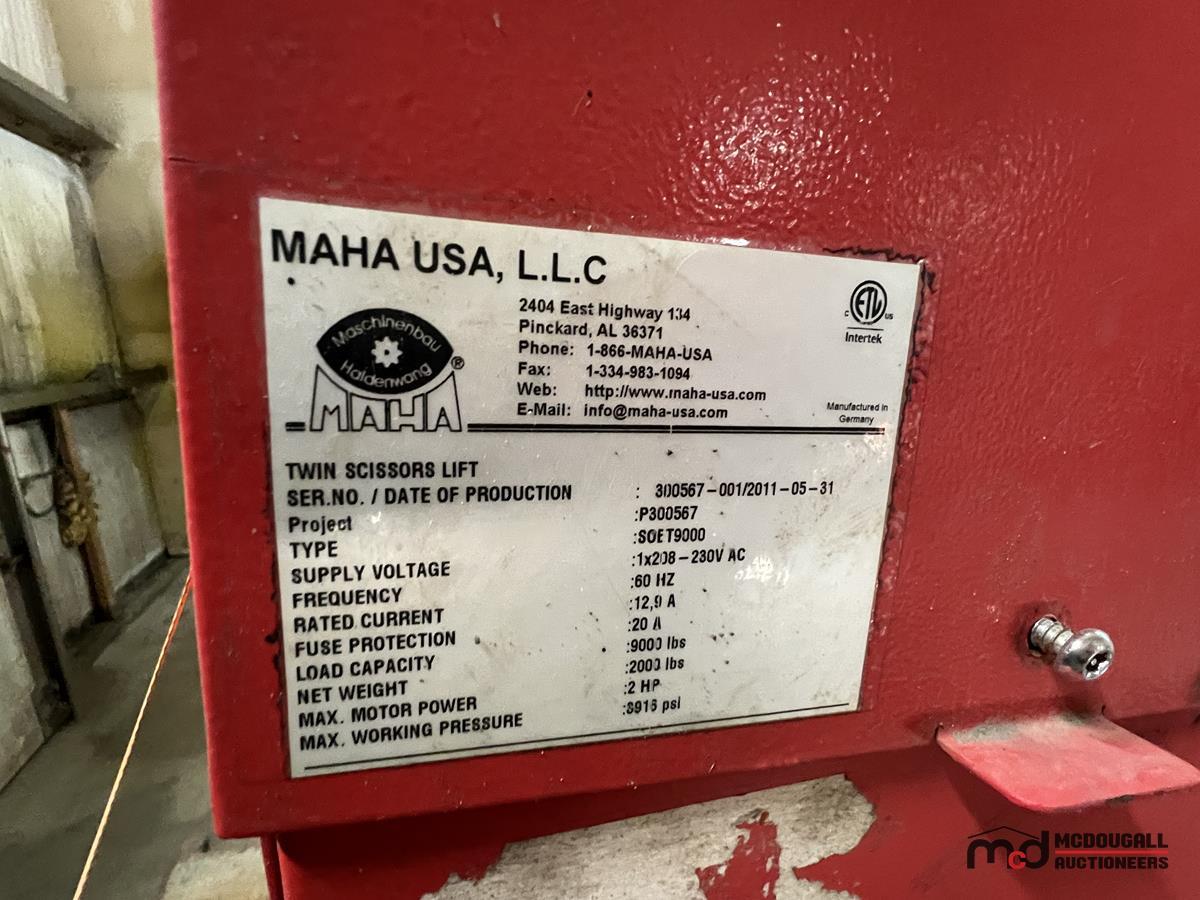 MAHA USA, L.L.C
2404 East Highway 134
Pinckard, AL 36371
Phone: 1-866-MAHA-USA
Fax: 1-334-983-1094
Web: http://www.maha-usa.com
E-Mail: info@maha-usa.com
Maschinenbau
Haldenwang
MAHA
®
C ETL US
Intertek
Manufactured in
Germany
TWIN SCISSORS LIFT
SER.NO. / DATE OF PRODUCTION : 300567-001/2011-05-31
Project :P300567
TYPE
SUPPLY VOLTAGE :1x208-230V AC
FREQUENCY :60 HZ
RATED CURRENT :12,9 A
FUSE PROTECTION :20 A
LOAD CAPACITY :9000 lbs
NET WEIGHT :2000 lbs
MAX. MOTOR POWER :2 HP
MAX. WORKING PRESSURE
mcd MCDOUGALL
AUCTIONEERS